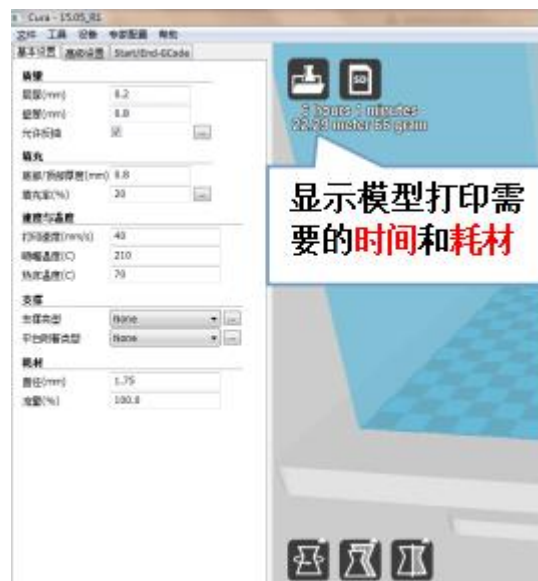 Cura - 15.05_R1
文件 工具 设备 专家配置 帮助
基本设置 高级设置 Start/End-GCode
质量
层厚(mm) 0.2
壁厚(mm) 0.8
允许回抽
填充
底部/顶部厚度(mm) 0.8
填充率(%) 20
速度与温度
打印速度(mm/s) 40
喷嘴温度(C) 210
热床温度(C) 70
支撑
支撑类型 None
平台附着类型 None
耗材
直径(mm) 1.75
流量(%) 100.0
SD
5 hours 1 minutes
22.29 meter 66 gram
显示模型打印需
要的时间和耗材